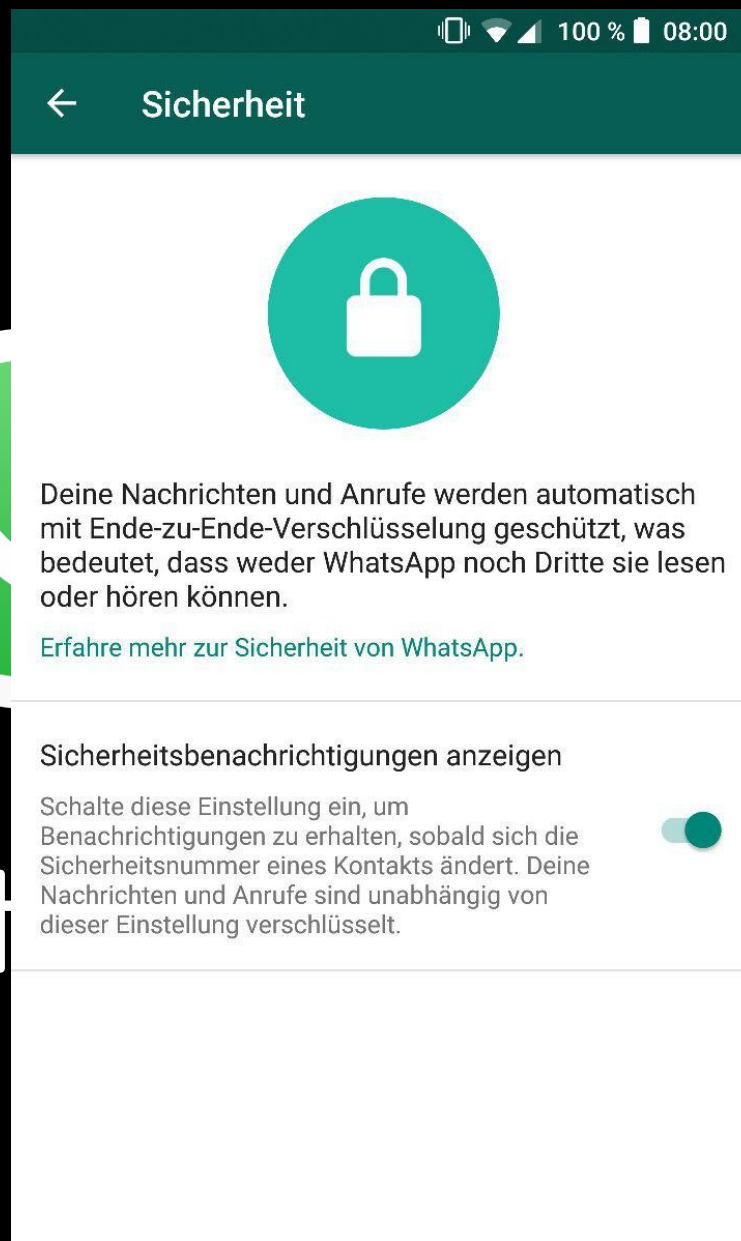 100 % 08:00
Sicherheit
Deine Nachrichten und Anrufe werden automatisch
mit Ende-zu-Ende-Verschlüsselung geschützt, was
bedeutet, dass weder WhatsApp noch Dritte sie lesen
oder hören können.
Erfahre mehr zur Sicherheit von WhatsApp.
Sicherheitsbenachrichtigungen anzeigen
Schalte diese Einstellung ein, um
Benachrichtigungen zu erhalten, sobald sich die
Sicherheitsnummer eines Kontakts ändert. Deine
Nachrichten und Anrufe sind unabhängig von
dieser Einstellung verschlüsselt.